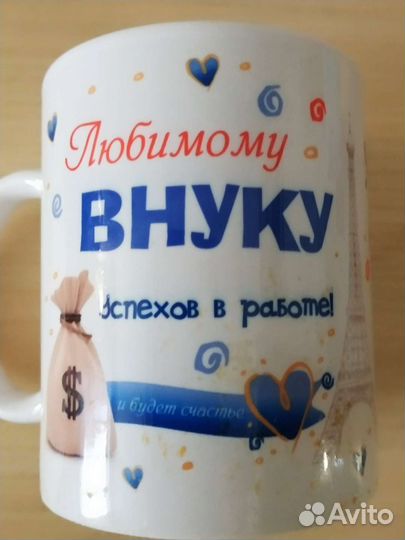 Любимому
ВНУКУ
Успехов в работе!
$
и будет счастье
Avito